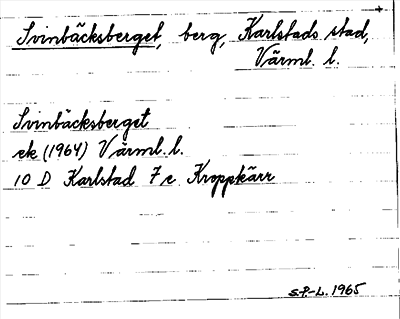 Svinbäcksberget, berg, Karlstads stad,
Värml. l.
Svinbäcksberget
ek (1964) Värml. l.
10 D Karlstad 7 c Kroppkärr
S.P-L. 1965